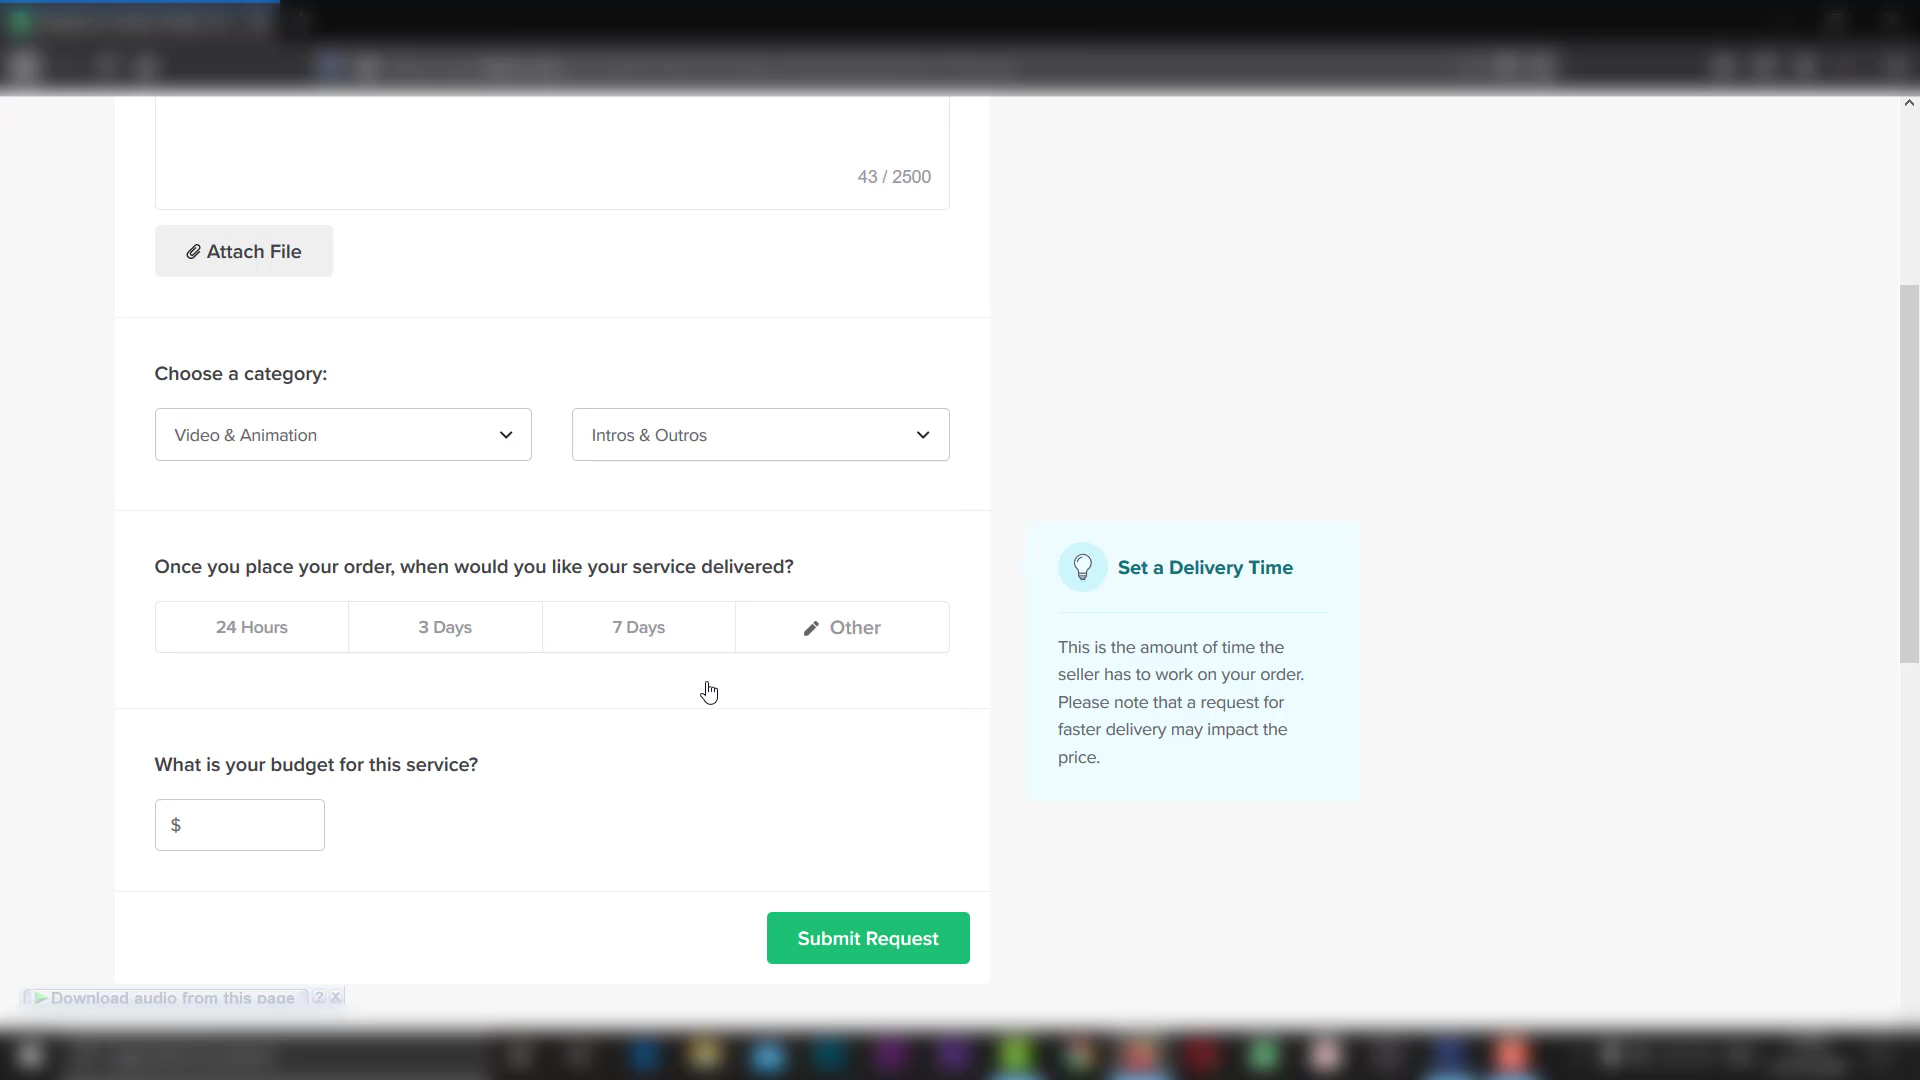 43 / 2500
Attach File
Choose a category:
Video & Animation
Intros & Outros
Once you place your order, when would you like your service delivered?
24 Hours
3 Days
7 Days
Other
Set a Delivery Time
This is the amount of time the
seller has to work on your order.
Please note that a request for
faster delivery may impact the
price.
What is your budget for this service?
$
Submit Request
Download audio from this page ? x